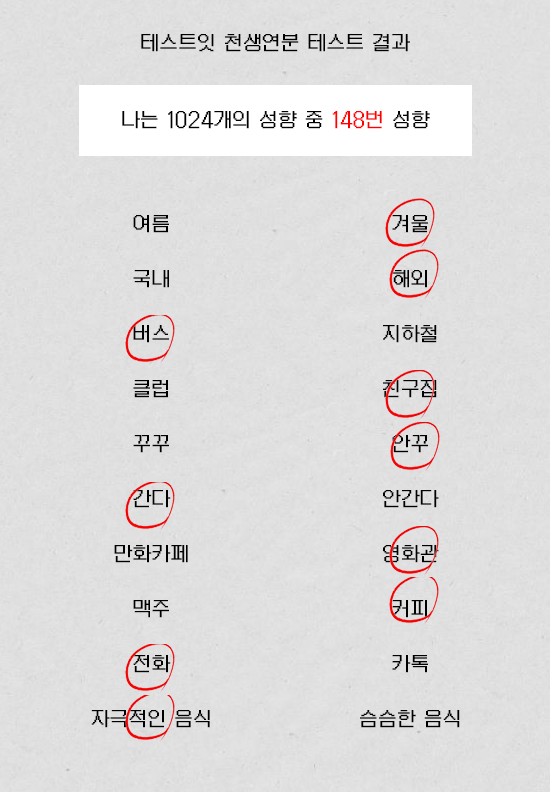 테스트잇 천생연분 테스트 결과
나는 1024개의 성향 중 148번 성향
여름 겨울
국내 해외
버스 지하철
클럽 친구집
꾸꾸 안꾸
간다 안간다
만화카페 영화관
맥주 커피
전화 카톡
자극적인 음식 슴슴한 음식